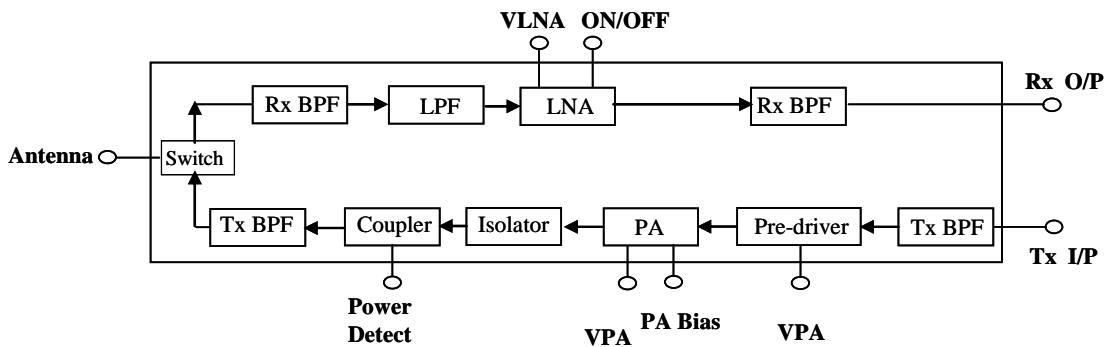 VLNA ON/OFF
Rx BPF LPF LNA Rx BPF Rx O/P
Antenna Switch
Tx BPF Coupler Isolator PA Pre-driver Tx BPF Tx I/P
Power
Detect VPA PA Bias VPA